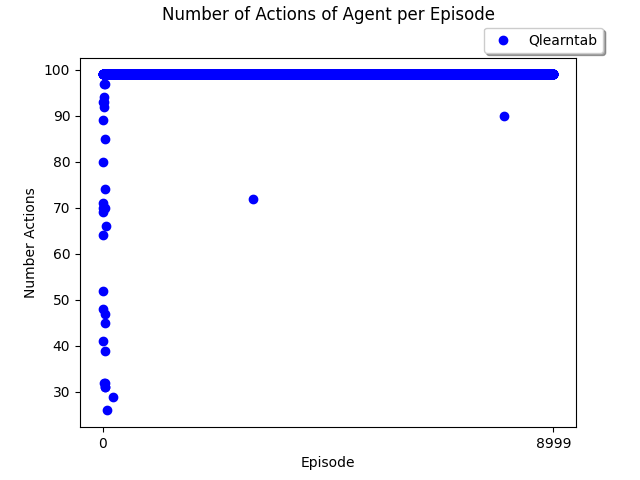 Number of Actions of Agent per Episode
Qlearntab
100
90
80
70
60
50
40
30
Number Actions
0
8999
Episode